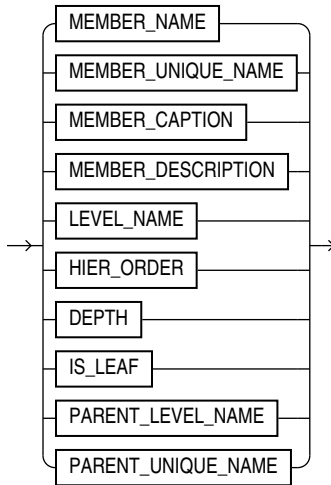 MEMBER_NAME
MEMBER_UNIQUE_NAME
MEMBER_CAPTION
MEMBER_DESCRIPTION
LEVEL_NAME
HIER_ORDER
DEPTH
IS_LEAF
PARENT_LEVEL_NAME
PARENT_UNIQUE_NAME